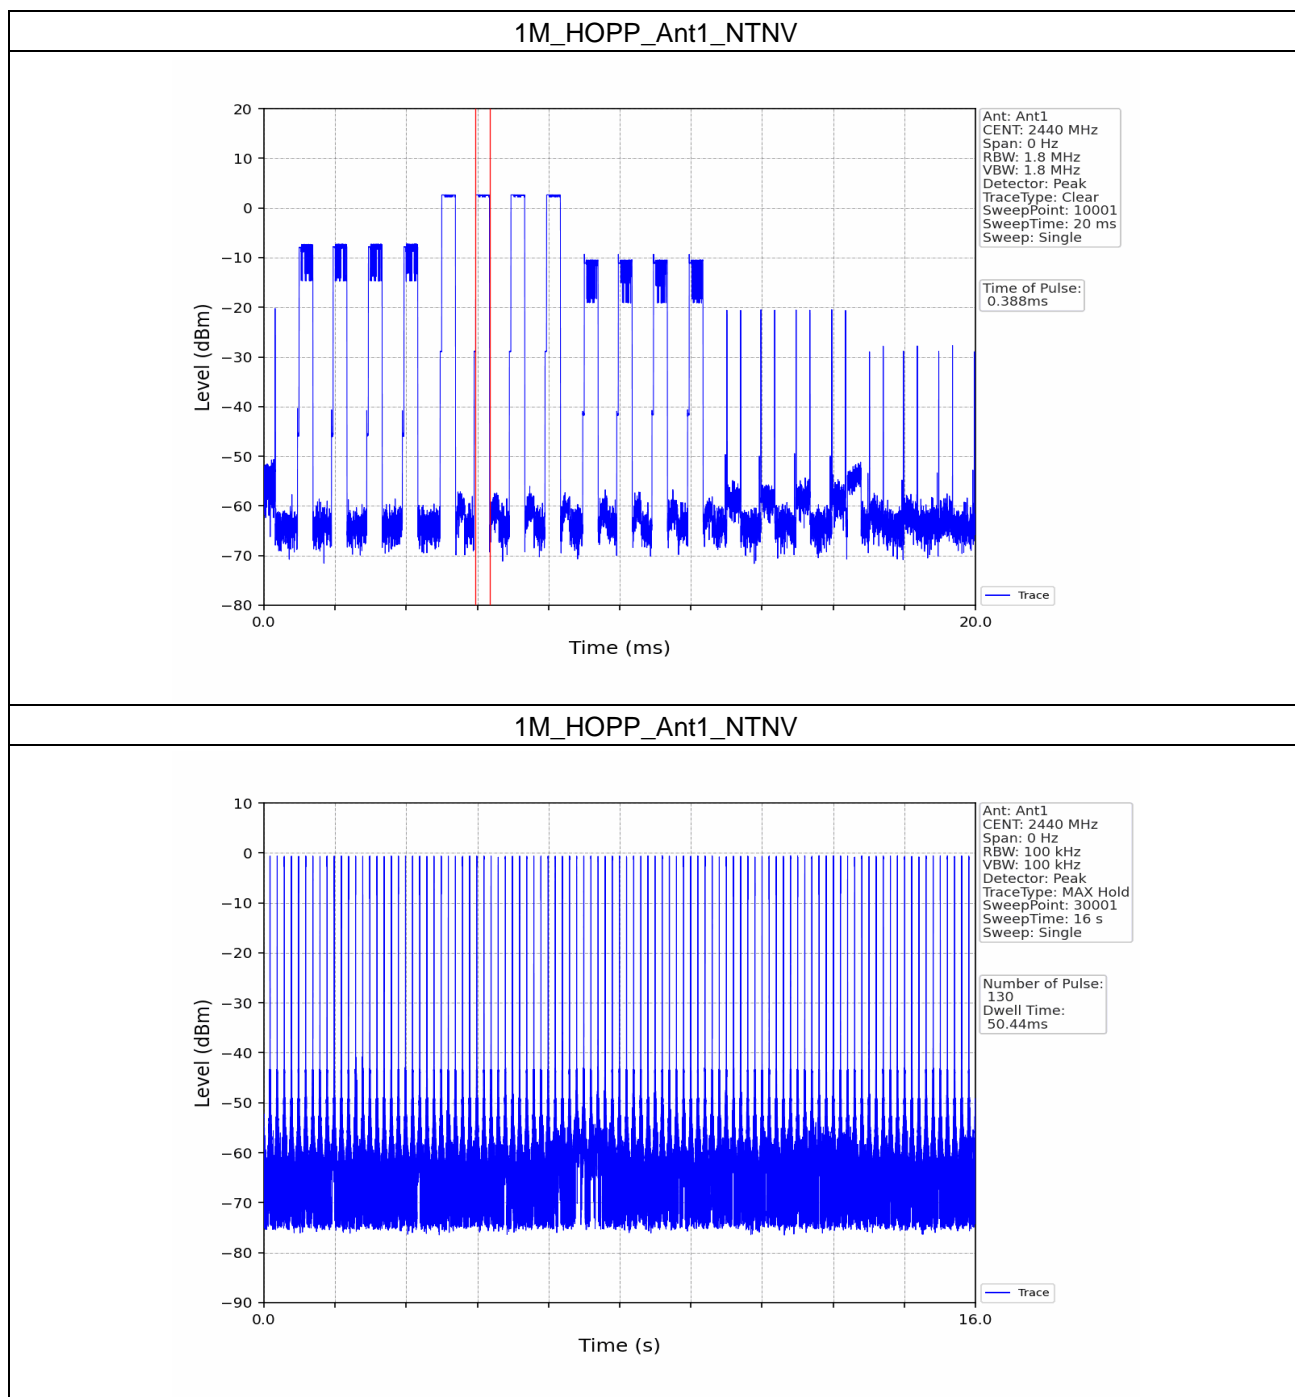 1M_HOPP_Ant1_NTNV
20
10
0
−10
−20
−30
−40
−50
−60
−70
−80
Level (dBm)
0.0
20.0
Time (ms)
Ant: Ant1
CENT: 2440 MHz
Span: 0 Hz
RBW: 1.8 MHz
VBW: 1.8 MHz
Detector: Peak
TraceType: Clear
SweepPoint: 10001
SweepTime: 20 ms
Sweep: Single
Time of Pulse:
0.388ms
Trace
1M_HOPP_Ant1_NTNV
10
0
−10
−20
−30
−40
−50
−60
−70
−80
−90
Level (dBm)
0.0
16.0
Time (s)
Ant: Ant1
CENT: 2440 MHz
Span: 0 Hz
RBW: 100 kHz
VBW: 100 kHz
Detector: Peak
TraceType: MAX Hold
SweepPoint: 30001
SweepTime: 16 s
Sweep: Single
Number of Pulse:
130
Dwell Time:
50.44ms
Trace